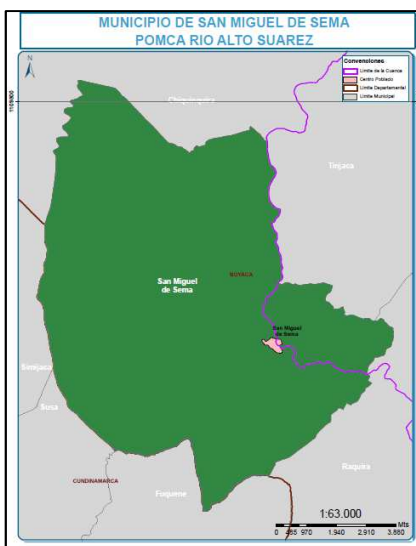 MUNICIPIO DE SAN MIGUEL DE SEMA
POMCA RIO ALTO SUAREZ
N
Convenciones
Limite de la Cuenca
Centro Poblado
Limite Departamental
Limite Municipal
Chiquinquira
Tinjaca
San Miguel
de Sema
BOYACA
San Miguel
de Sema
Simijaca
Susa
Raquira
CUNDINAMARCA
Fuquene
1:63.000
Mts
0 485 970 1.940 2.910 3.880